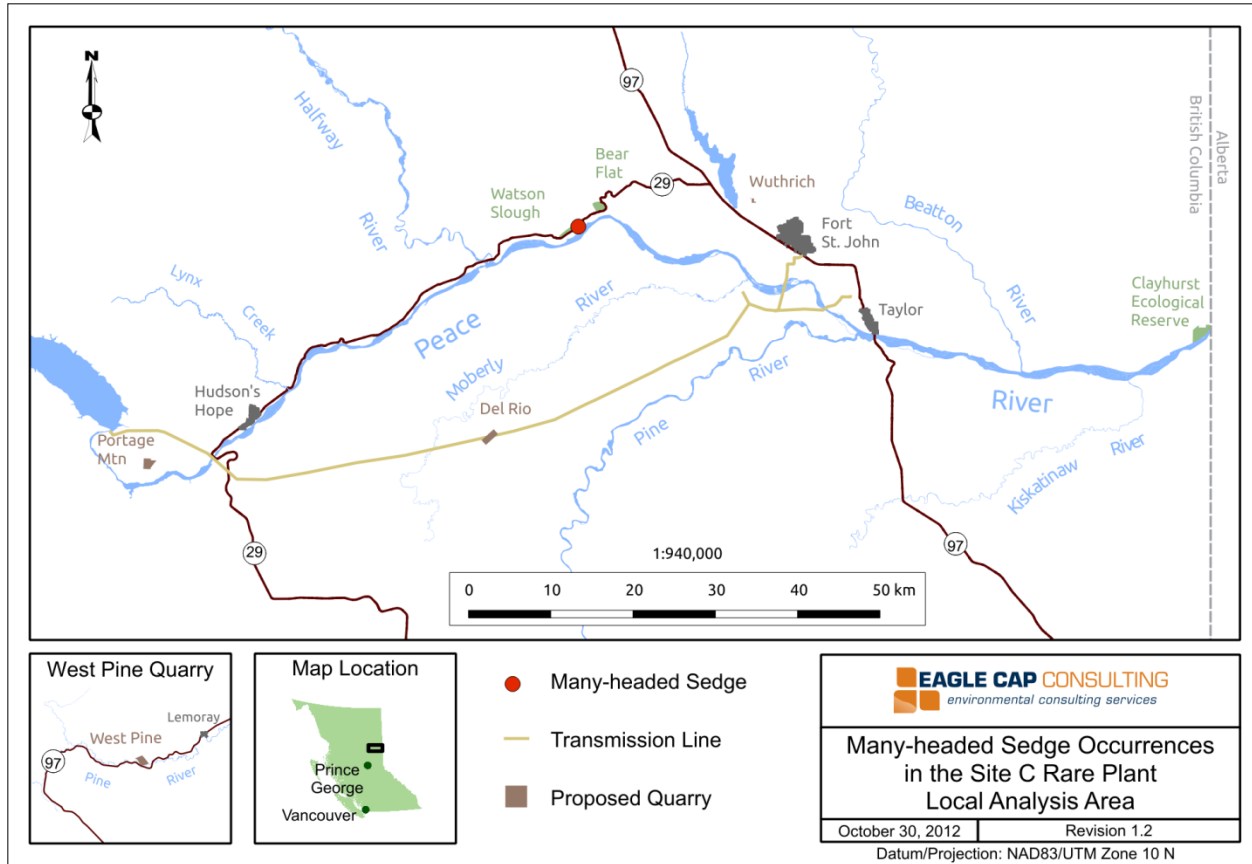 N
97
Halfway
River
Bear
Flat
29
Watson
Slough
Wuthrich
Fort
St. John
Beatton
River
British Columbia
Alberta
Clayhurst
Ecological
Reserve
Lynx
Creek
Peace
River
Moberly
River
Taylor
Hudson's
Hope
Del Rio
Pine
River
River
Kiskatinaw
River
Portage
Mtn
29
97
1:940,000
0 10 20 30 40 50 km
West Pine Quarry
Lemoray
West Pine
97
Pine
River
Map Location
Prince
George
Vancouver
Many-headed Sedge
Transmission Line
Proposed Quarry
EAGLE CAP CONSULTING
environmental consulting services
Many-headed Sedge Occurrences
in the Site C Rare Plant
Local Analysis Area
October 30, 2012 Revision 1.2
Datum/Projection: NAD83/UTM Zone 10 N